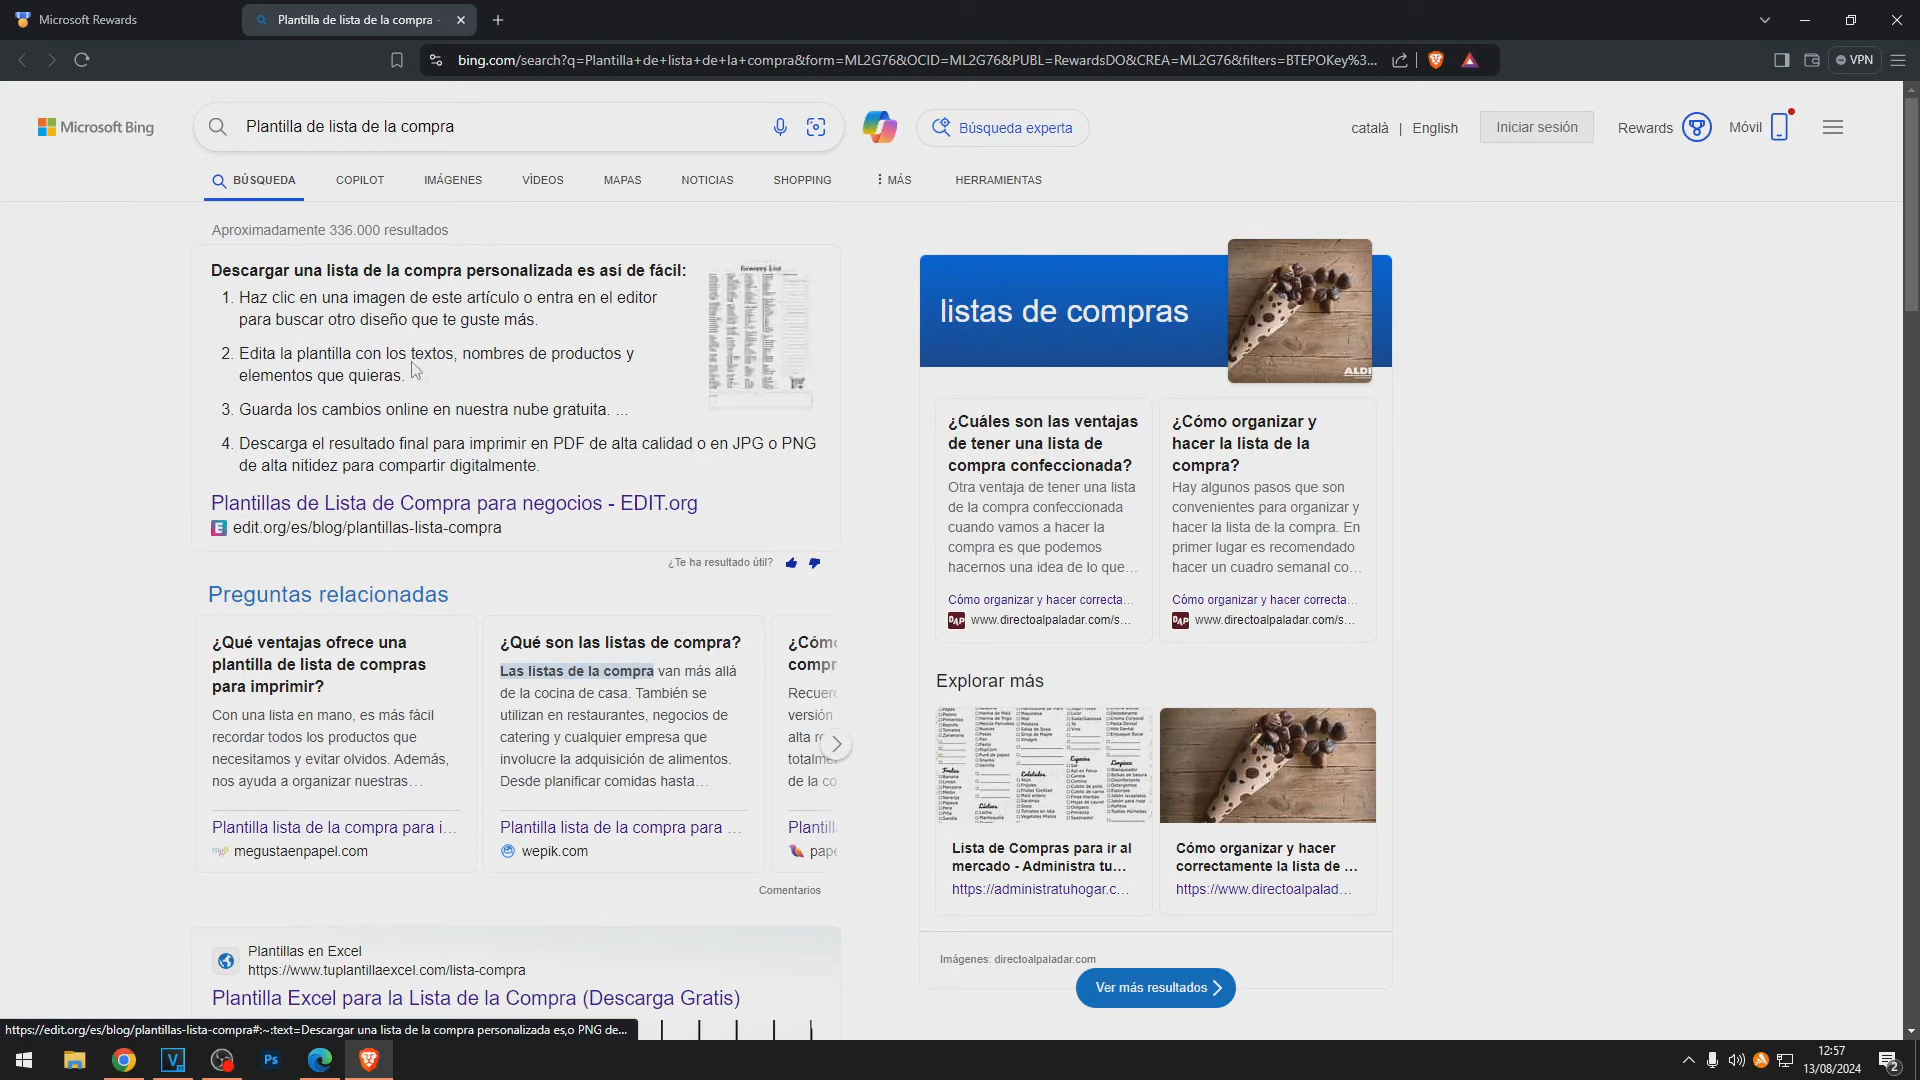 Microsoft Rewards
Plantilla de lista de la compra -
bing.com/search?q=Plantilla+de+lista+de+la+compra&form=ML2G76&OCID=ML2G76&PUBL=RewardsDO&CREA=ML2G76&filters=BTEPOKey%3...
VPN
Microsoft Bing
Plantilla de lista de la compra
Búsqueda experta
català | English
Iniciar sesión
Rewards
Móvil
BÚSQUEDA
COPILOT
IMÁGENES
VÍDEOS
MAPAS
NOTICIAS
SHOPPING
MÁS
HERRAMIENTAS
Aproximadamente 336.000 resultados
Descargar una lista de la compra personalizada es así de fácil:
1. Haz clic en una imagen de este artículo o entra en el editor
para buscar otro diseño que te guste más.
2. Edita la plantilla con los textos, nombres de productos y
elementos que quieras.
3. Guarda los cambios online en nuestra nube gratuita. ...
4. Descarga el resultado final para imprimir en PDF de alta calidad o en JPG o PNG
de alta nitidez para compartir digitalmente.
Plantillas de Lista de Compra para negocios - EDIT.org
E
edit.org/es/blog/plantillas-lista-compra
¿Te ha resultado útil?
Preguntas relacionadas
¿Qué ventajas ofrece una
plantilla de lista de compras
para imprimir?
Con una lista en mano, es más fácil
recordar todos los productos que
necesitamos y evitar olvidos. Además,
nos ayuda a organizar nuestras…
Plantilla lista de la compra para i…
megustaenpapel.com
¿Qué son las listas de compra?
Las listas de la compra van más allá
de la cocina de casa. También se
utilizan en restaurantes, negocios de
catering y cualquier empresa que
involucre la adquisición de alimentos.
Desde planificar comidas hasta…
Plantilla lista de la compra para …
wepik.com
¿Cómo
compr
Recuerd
versión
alta re
totalme
de la co
Plantill
pape
Comentarios
Plantillas en Excel
https://www.tuplantillaexcel.com/lista-compra
Plantilla Excel para la Lista de la Compra (Descarga Gratis)
listas de compras
ALDI
¿Cuáles son las ventajas
de tener una lista de
compra confeccionada?
Otra ventaja de tener una lista
de la compra confeccionada
cuando vamos a hacer la
compra es que podemos
hacernos una idea de lo que…
Cómo organizar y hacer correcta…
DAP
www.directoalpaladar.com/s…
¿Cómo organizar y
hacer la lista de la
compra?
Hay algunos pasos que son
convenientes para organizar y
hacer la lista de la compra. En
primer lugar es recomendado
hacer un cuadro semanal co…
Cómo organizar y hacer correcta…
DAP
www.directoalpaladar.com/s…
Explorar más
Lista de Compras para ir al
mercado - Administra tu…
https://administratuhogar.c…
Cómo organizar y hacer
correctamente la lista de …
https://www.directoalpalad…
Imágenes: directoalpaladar.com
Ver más resultados
https://edit.org/es/blog/plantillas-lista-compra#:~:text=Descargar una lista de la compra personalizada es,o PNG de...
V
Ps
12:57
13/08/2024
2